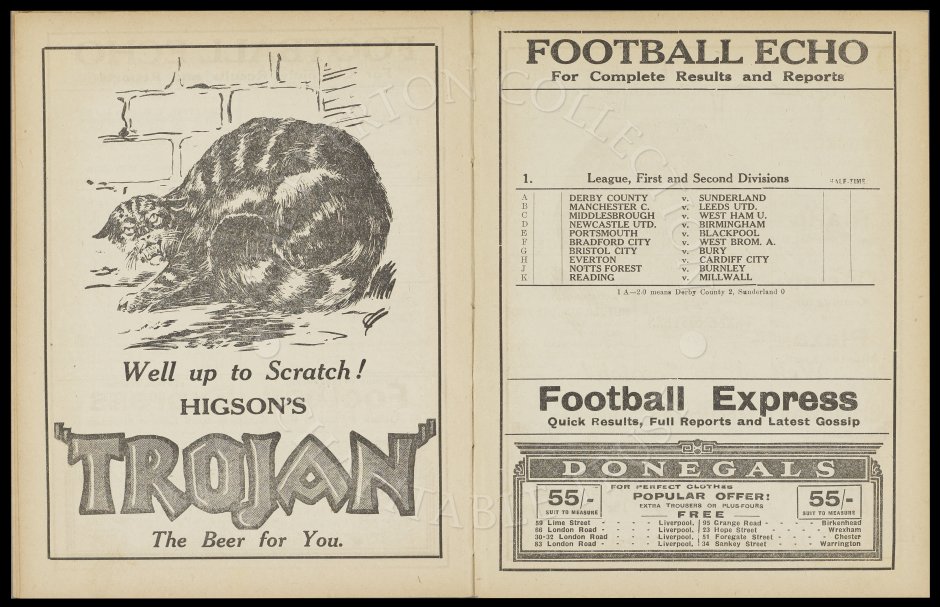 Well up to Scratch!
HIGSON'S
"TROJAN"
The Beer for You.
FOOTBALL ECHO
For Complete Results and Reports
1. League, First and Second Divisions HALF-TIME
A DERBY COUNTY v. SUNDERLAND
B MANCHESTER C. v. LEEDS UTD.
C MIDDLESBROUGH v. WEST HAM U.
D NEWCASTLE UTD. v. BIRMINGHAM
E PORTSMOUTH v. BLACKPOOL
F BRADFORD CITY v. WEST BROM. A.
G BRISTOL CITY v. BURY
H EVERTON v. CARDIFF CITY
J NOTTS FOREST v. BURNLEY
K READING v. MILLWALL
1 A—2-0 means Derby County 2, Sunderland 0
Football Express
Quick Results, Full Reports and Latest Gossip
DONEGALS
FOR PERFECT CLOTHES
55/- POPULAR OFFER! 55/-
EXTRA TROUSERS OR PLUS-FOURS
SUIT TO MEASURE FREE SUIT TO MEASURE
59 Lime Street - Liverpool, 95 Grange Road - Birkenhead
66 London Road - Liverpool, 23 Hope Street - Wrexham
30-32 London Road - Liverpool, 51 Foregate Street - Chester
83 London Road - Liverpool, 34 Sankey Street - Warrington